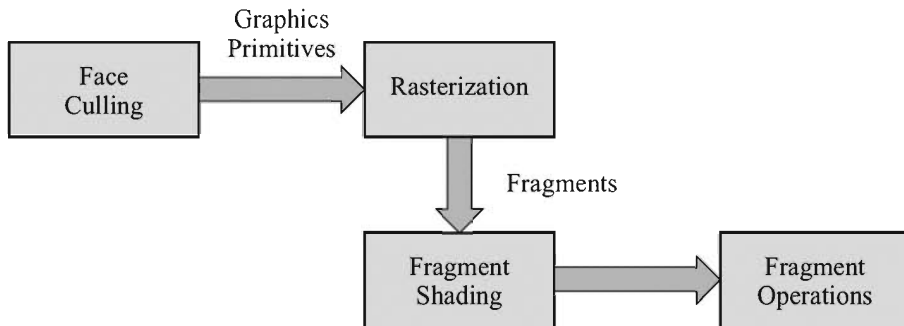 Graphics
Primitives
Face
Culling
Rasterization
Fragments
Fragment
Shading
Fragment
Operations